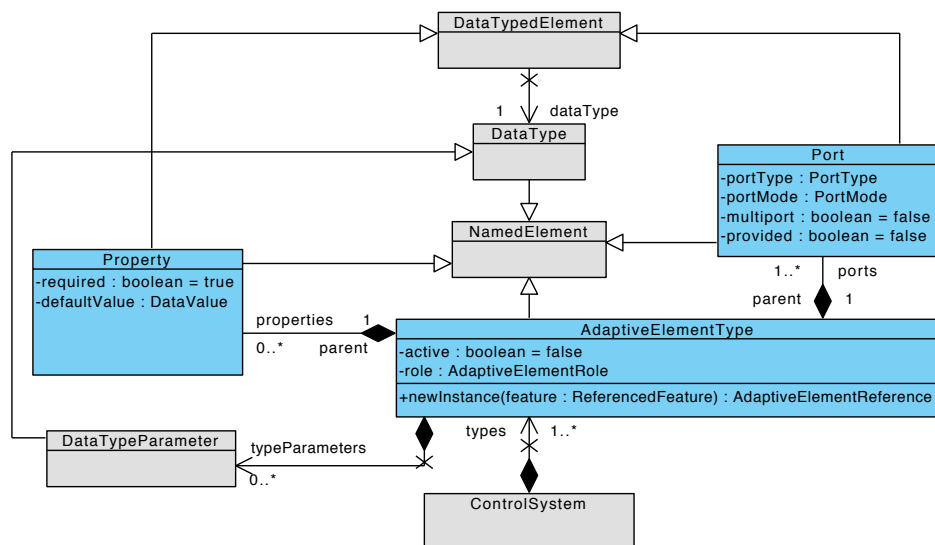 DataTypedElement
1
dataType
DataType
Port
-portType : PortType
-portMode : PortMode
-multiport : boolean = false
-provided : boolean = false
NamedElement
Property
-required : boolean = true
-defaultValue : DataValue
1..*
ports
parent
1
properties
1
0..*
parent
AdaptiveElementType
-active : boolean = false
-role : AdaptiveElementRole
+newInstance(feature : ReferencedFeature) : AdaptiveElementReference
types
1..*
DataTypeParameter
typeParameters
0..*
ControlSystem